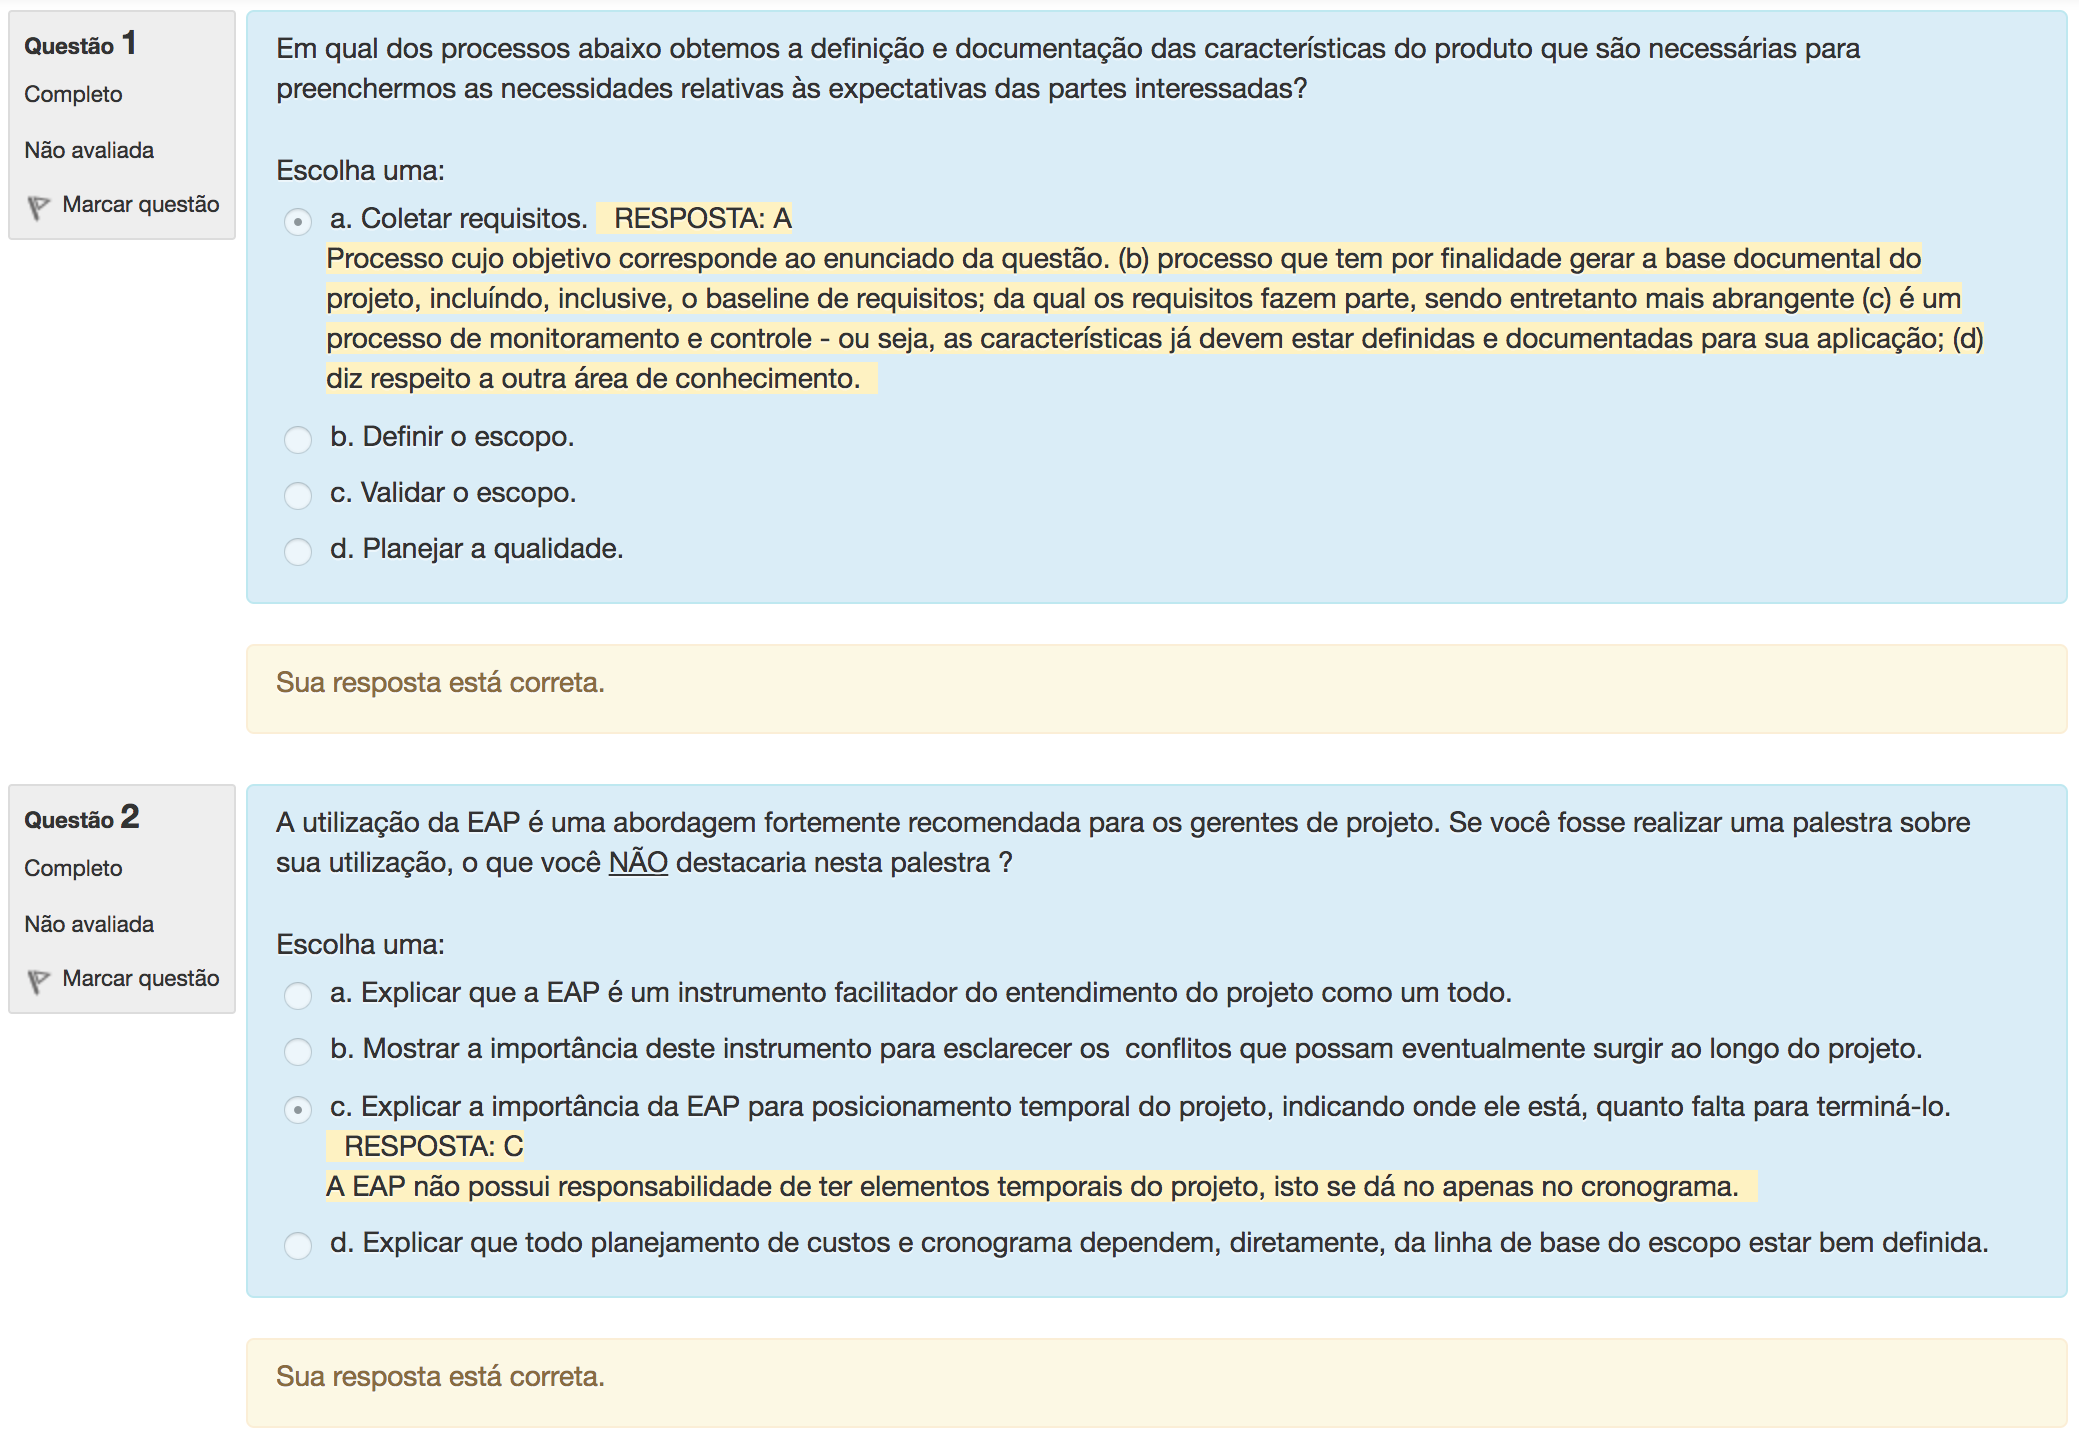 Questão 1
Completo
Não avaliada
Marcar questão
Em qual dos processos abaixo obtemos a definição e documentação das características do produto que são necessárias para
preenchermos as necessidades relativas às expectativas das partes interessadas?
Escolha uma:
a. Coletar requisitos. RESPOSTA: A
Processo cujo objetivo corresponde ao enunciado da questão. (b) processo que tem por finalidade gerar a base documental do
projeto, incluíndo, inclusive, o baseline de requisitos; da qual os requisitos fazem parte, sendo entretanto mais abrangente (c) é um
processo de monitoramento e controle - ou seja, as características já devem estar definidas e documentadas para sua aplicação; (d)
diz respeito a outra área de conhecimento.
b. Definir o escopo.
c. Validar o escopo.
d. Planejar a qualidade.
Sua resposta está correta.
Questão 2
Completo
Não avaliada
Marcar questão
A utilização da EAP é uma abordagem fortemente recomendada para os gerentes de projeto. Se você fosse realizar uma palestra sobre
sua utilização, o que você NÃO destacaria nesta palestra ?
Escolha uma:
a. Explicar que a EAP é um instrumento facilitador do entendimento do projeto como um todo.
b. Mostrar a importância deste instrumento para esclarecer os  conflitos que possam eventualmente surgir ao longo do projeto.
c. Explicar a importância da EAP para posicionamento temporal do projeto, indicando onde ele está, quanto falta para terminá-lo.
RESPOSTA: C
A EAP não possui responsabilidade de ter elementos temporais do projeto, isto se dá no apenas no cronograma.
d. Explicar que todo planejamento de custos e cronograma dependem, diretamente, da linha de base do escopo estar bem definida.
Sua resposta está correta.